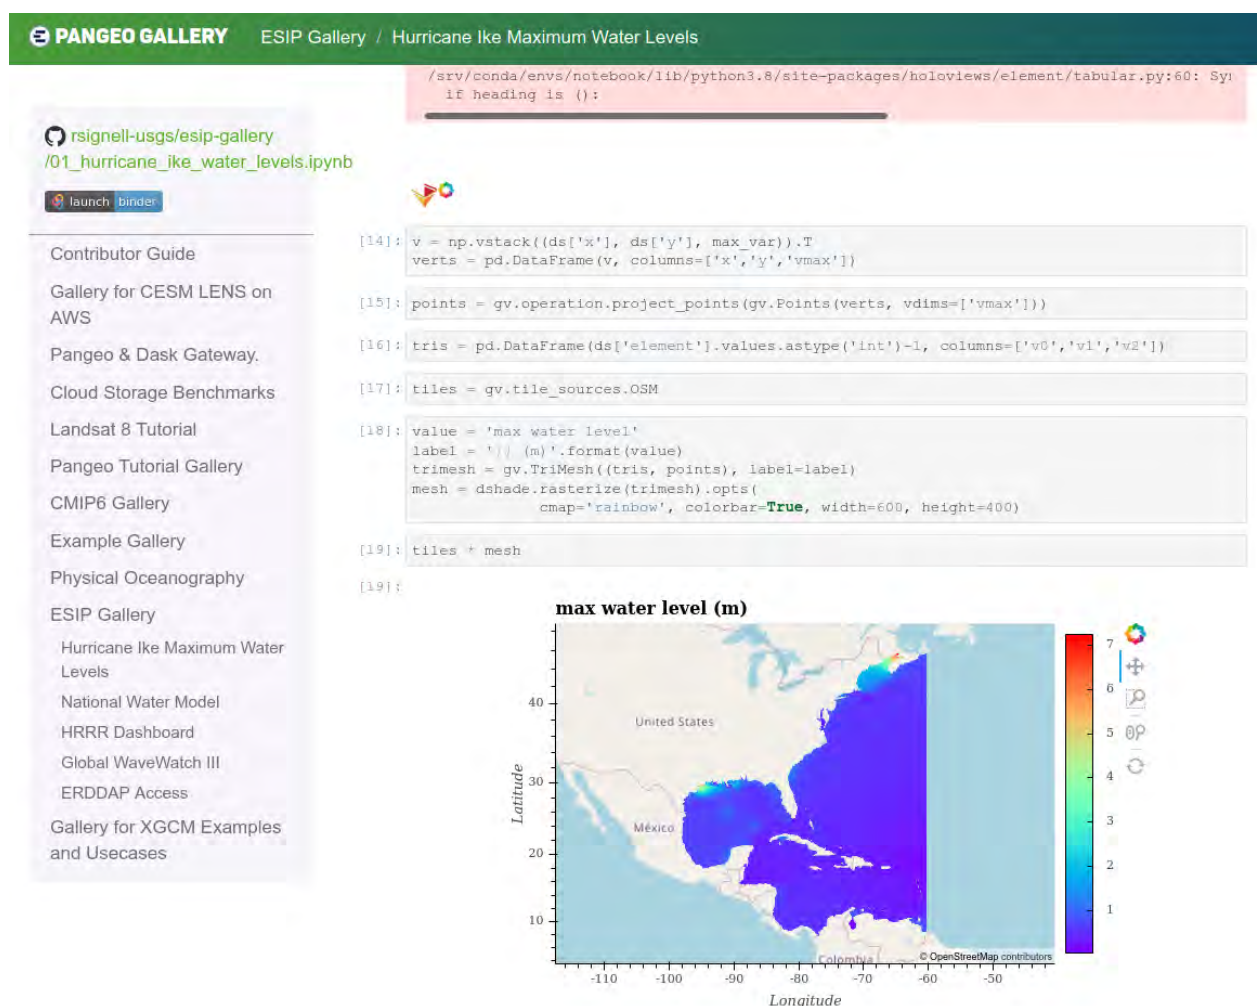 PANGEO GALLERY ESIP Gallery / Hurricane Ike Maximum Water Levels
/srv/conda/envs/notebook/lib/python3.8/site-packages/holoviews/element/tabular.py:60: Syn
if heading is ():
rsignell-usgs/esip-gallery
/01_hurricane_ike_water_levels.ipynb
launch binder
Contributor Guide
Gallery for CESM LENS on
AWS
Pangeo & Dask Gateway.
Cloud Storage Benchmarks
Landsat 8 Tutorial
Pangeo Tutorial Gallery
CMIP6 Gallery
Example Gallery
Physical Oceanography
ESIP Gallery
Hurricane Ike Maximum Water
Levels
National Water Model
HRRR Dashboard
Global WaveWatch III
ERDDAP Access
Gallery for XGCM Examples
and Usecases
[14]: v = np.vstack((ds['x'], ds['y'], max_var)).T
verts = pd.DataFrame(v, columns=['x','y','vmax'])
[15]: points = gv.operation.project_points(gv.Points(verts, vdims=['vmax']))
[16]: tris = pd.DataFrame(ds['element'].values.astype('int')-1, columns=['v0','v1','v2'])
[17]: tiles = gv.tile_sources.OSM
[18]: value = 'max water level'
label = '{} (m)'.format(value)
trimesh = gv.TriMesh((tris, points), label=label)
mesh = dshade.rasterize(trimesh).opts(
cmap='rainbow', colorbar=True, width=600, height=400)
[19]: tiles * mesh
[19]:
max water level (m)
Latitude
40
30
20
10
United States
México
Colombia
© OpenStreetMap contributors
-110 -100 -90 -80 -70 -60 -50
Longitude
7
6
5
4
3
2
1